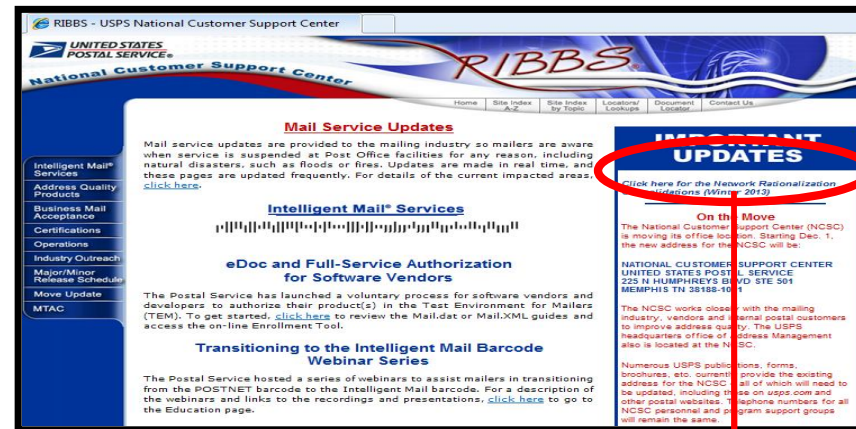 RIBBS - USPS National Customer Support Center
UNITED STATES
POSTAL SERVICE®
National Customer Support Center
RIBBS®
Home
Site Index
A-Z
Site Index
by Topic
Locators/
Lookups
Document
Locator
Contact Us
Intelligent Mail®
Services
Address Quality
Products
Business Mail
Acceptance
Certifications
Operations
Industry Outreach
Major/Minor
Release Schedule
Move Update
MTAC
Mail Service Updates
Mail service updates are provided to the mailing industry so mailers are aware
when service is suspended at Post Office facilities for any reason, including
natural disasters, such as floods or fires. Updates are made in real time, and
these pages are updated frequently. For details of the current impacted areas,
click here.
Intelligent Mail® Services
eDoc and Full-Service Authorization
for Software Vendors
The Postal Service has launched a voluntary process for software vendors and
developers to authorize their product(s) in the Test Environment for Mailers
(TEM). To get started, click here to review the Mail.dat or Mail.XML guides and
access the on-line Enrollment Tool.
Transitioning to the Intelligent Mail Barcode
Webinar Series
The Postal Service hosted a series of webinars to assist mailers in transitioning
from the POSTNET barcode to the Intelligent Mail barcode. For a description of
the webinars and links to the recordings and presentations, click here to go to
the Education page.
IMPORTANT
UPDATES
Click here for the Network Rationalization
Consolidations (Winter 2013)
On the Move
The National Customer Support Center (NCSC)
is moving its office location. Starting Dec. 1,
the new address for the NCSC will be:
NATIONAL CUSTOMER SUPPORT CENTER
UNITED STATES POSTAL SERVICE
225 N HUMPHREYS BLVD STE 501
MEMPHIS TN 38188-1001
The NCSC works closely with the mailing
industry, vendors and internal postal customers
to improve address quality. The USPS
headquarters office of Address Management
also is located at the NCSC.
Numerous USPS publications, forms,
brochures, etc. currently provide the existing
address for the NCSC all of which will need to
be updated, including those on usps.com and
other postal websites. Telephone numbers for all
NCSC personnel and program support groups
will remain the same.